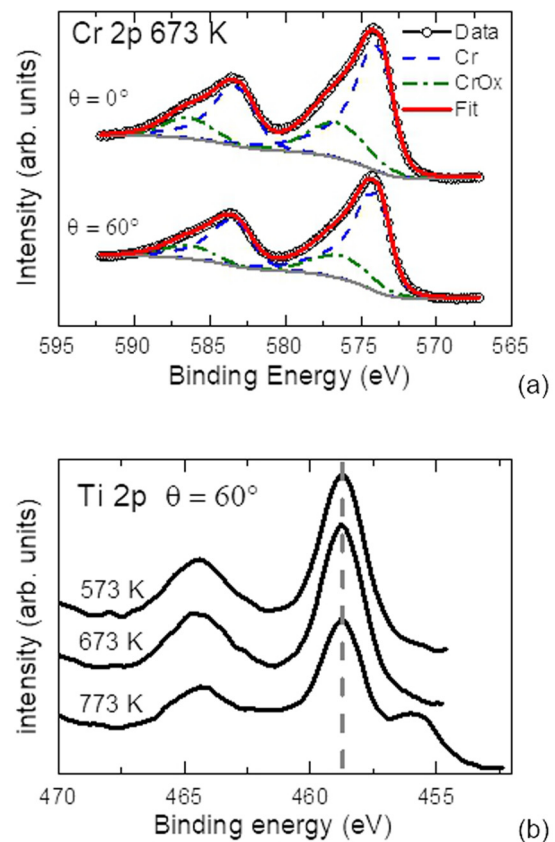 Cr 2p 673 K
Data
Cr
CrOx
Fit
θ = 0°
θ = 60°
Intensity (arb. units)
595 590 585 580 575 570 565
Binding Energy (eV)
(a)
Ti 2p θ = 60°
573 K
673 K
773 K
intensity (arb. units)
470 465 460 455
Binding energy (eV)
(b)